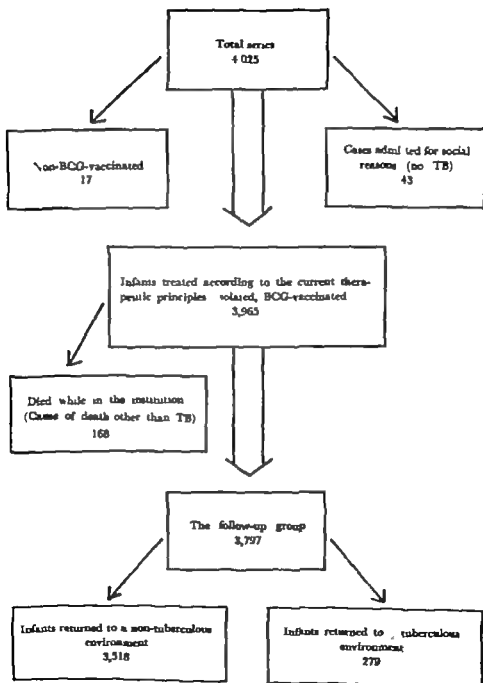 Total series
4 025
Non-BCG-vaccinated
17
Cases admitted for social
reasons (no TB)
43
Infants treated according to the current thera-
peutic principles isolated, BCG-vaccinated
3,965
Died while in the institution
(Cause of death other than TB)
168
The follow-up group
3,797
Infants returned to a non-tuberculous
environment
3,518
Infants returned to tuberculous
environment
279